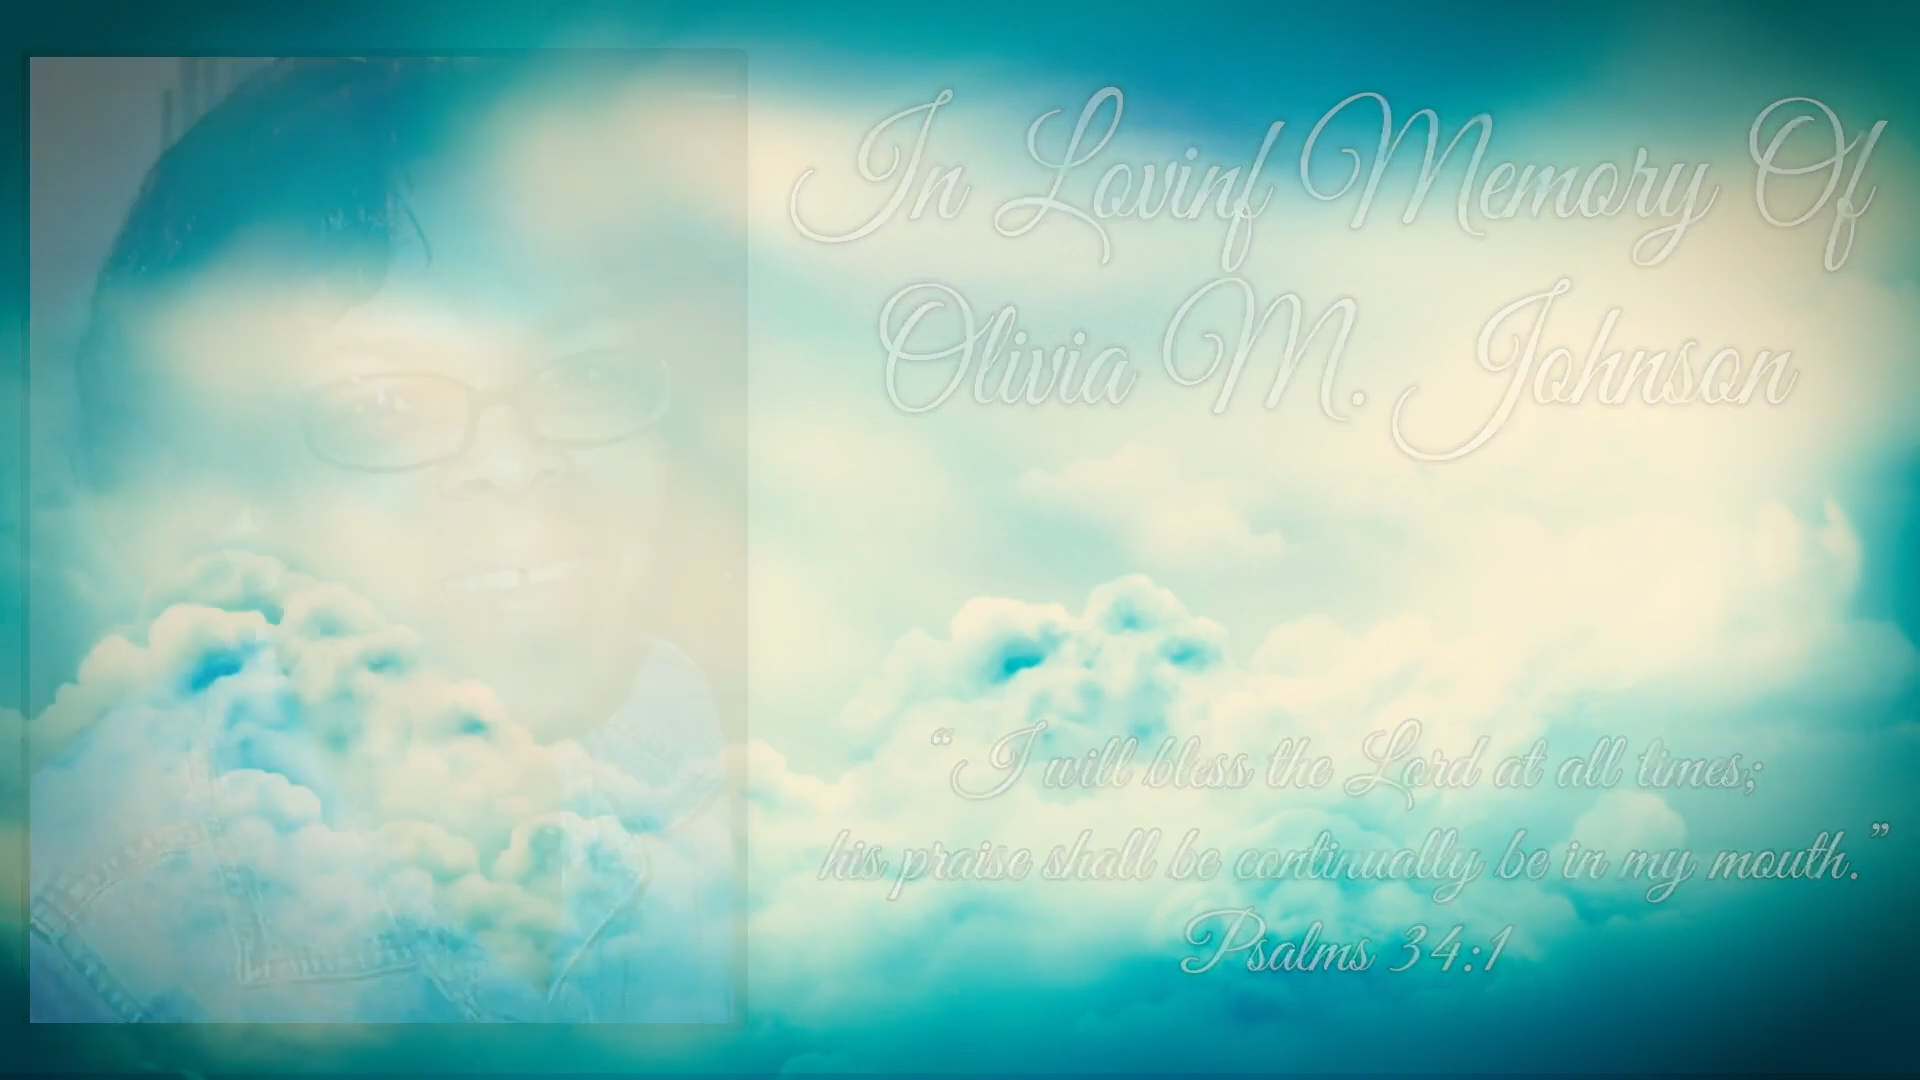 In Lovinf Memory Of
Olivia M. Johnson
“ I will bless the Lord at all times;
his praise shall be continually be in my mouth.”
Psalms 34:1